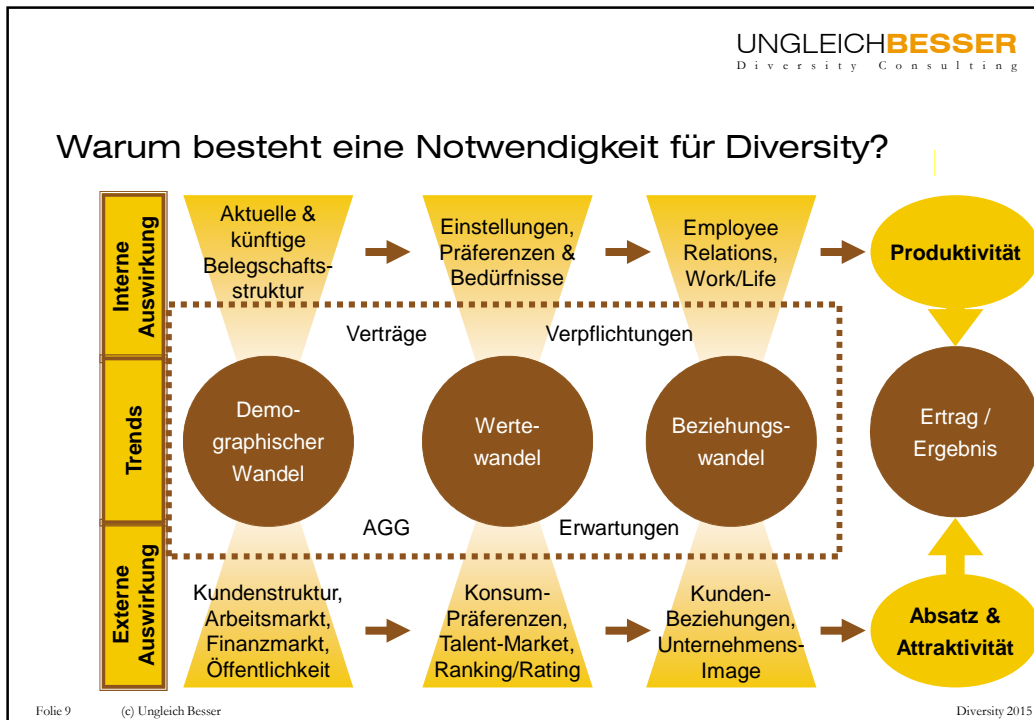 UNGLEICHBESSER
Diversity Consulting
Warum besteht eine Notwendigkeit für Diversity?
Interne
Auswirkung
Aktuelle &
künftige
Belegschafts-
struktur
Einstellungen,
Präferenzen &
Bedürfnisse
Employee
Relations,
Work/Life
Produktivität
Verträge
Verpflichtungen
Trends
Demo-
graphischer
Wandel
Werte-
wandel
Beziehungs-
wandel
Ertrag /
Ergebnis
AGG
Erwartungen
Externe
Auswirkung
Kundenstruktur,
Arbeitsmarkt,
Finanzmarkt,
Öffentlichkeit
Konsum-
Präferenzen,
Talent-Market,
Ranking/Rating
Kunden-
Beziehungen,
Unternehmens-
Image
Absatz &
Attraktivität
Folie 9 (c) Ungleich Besser Diversity 2015